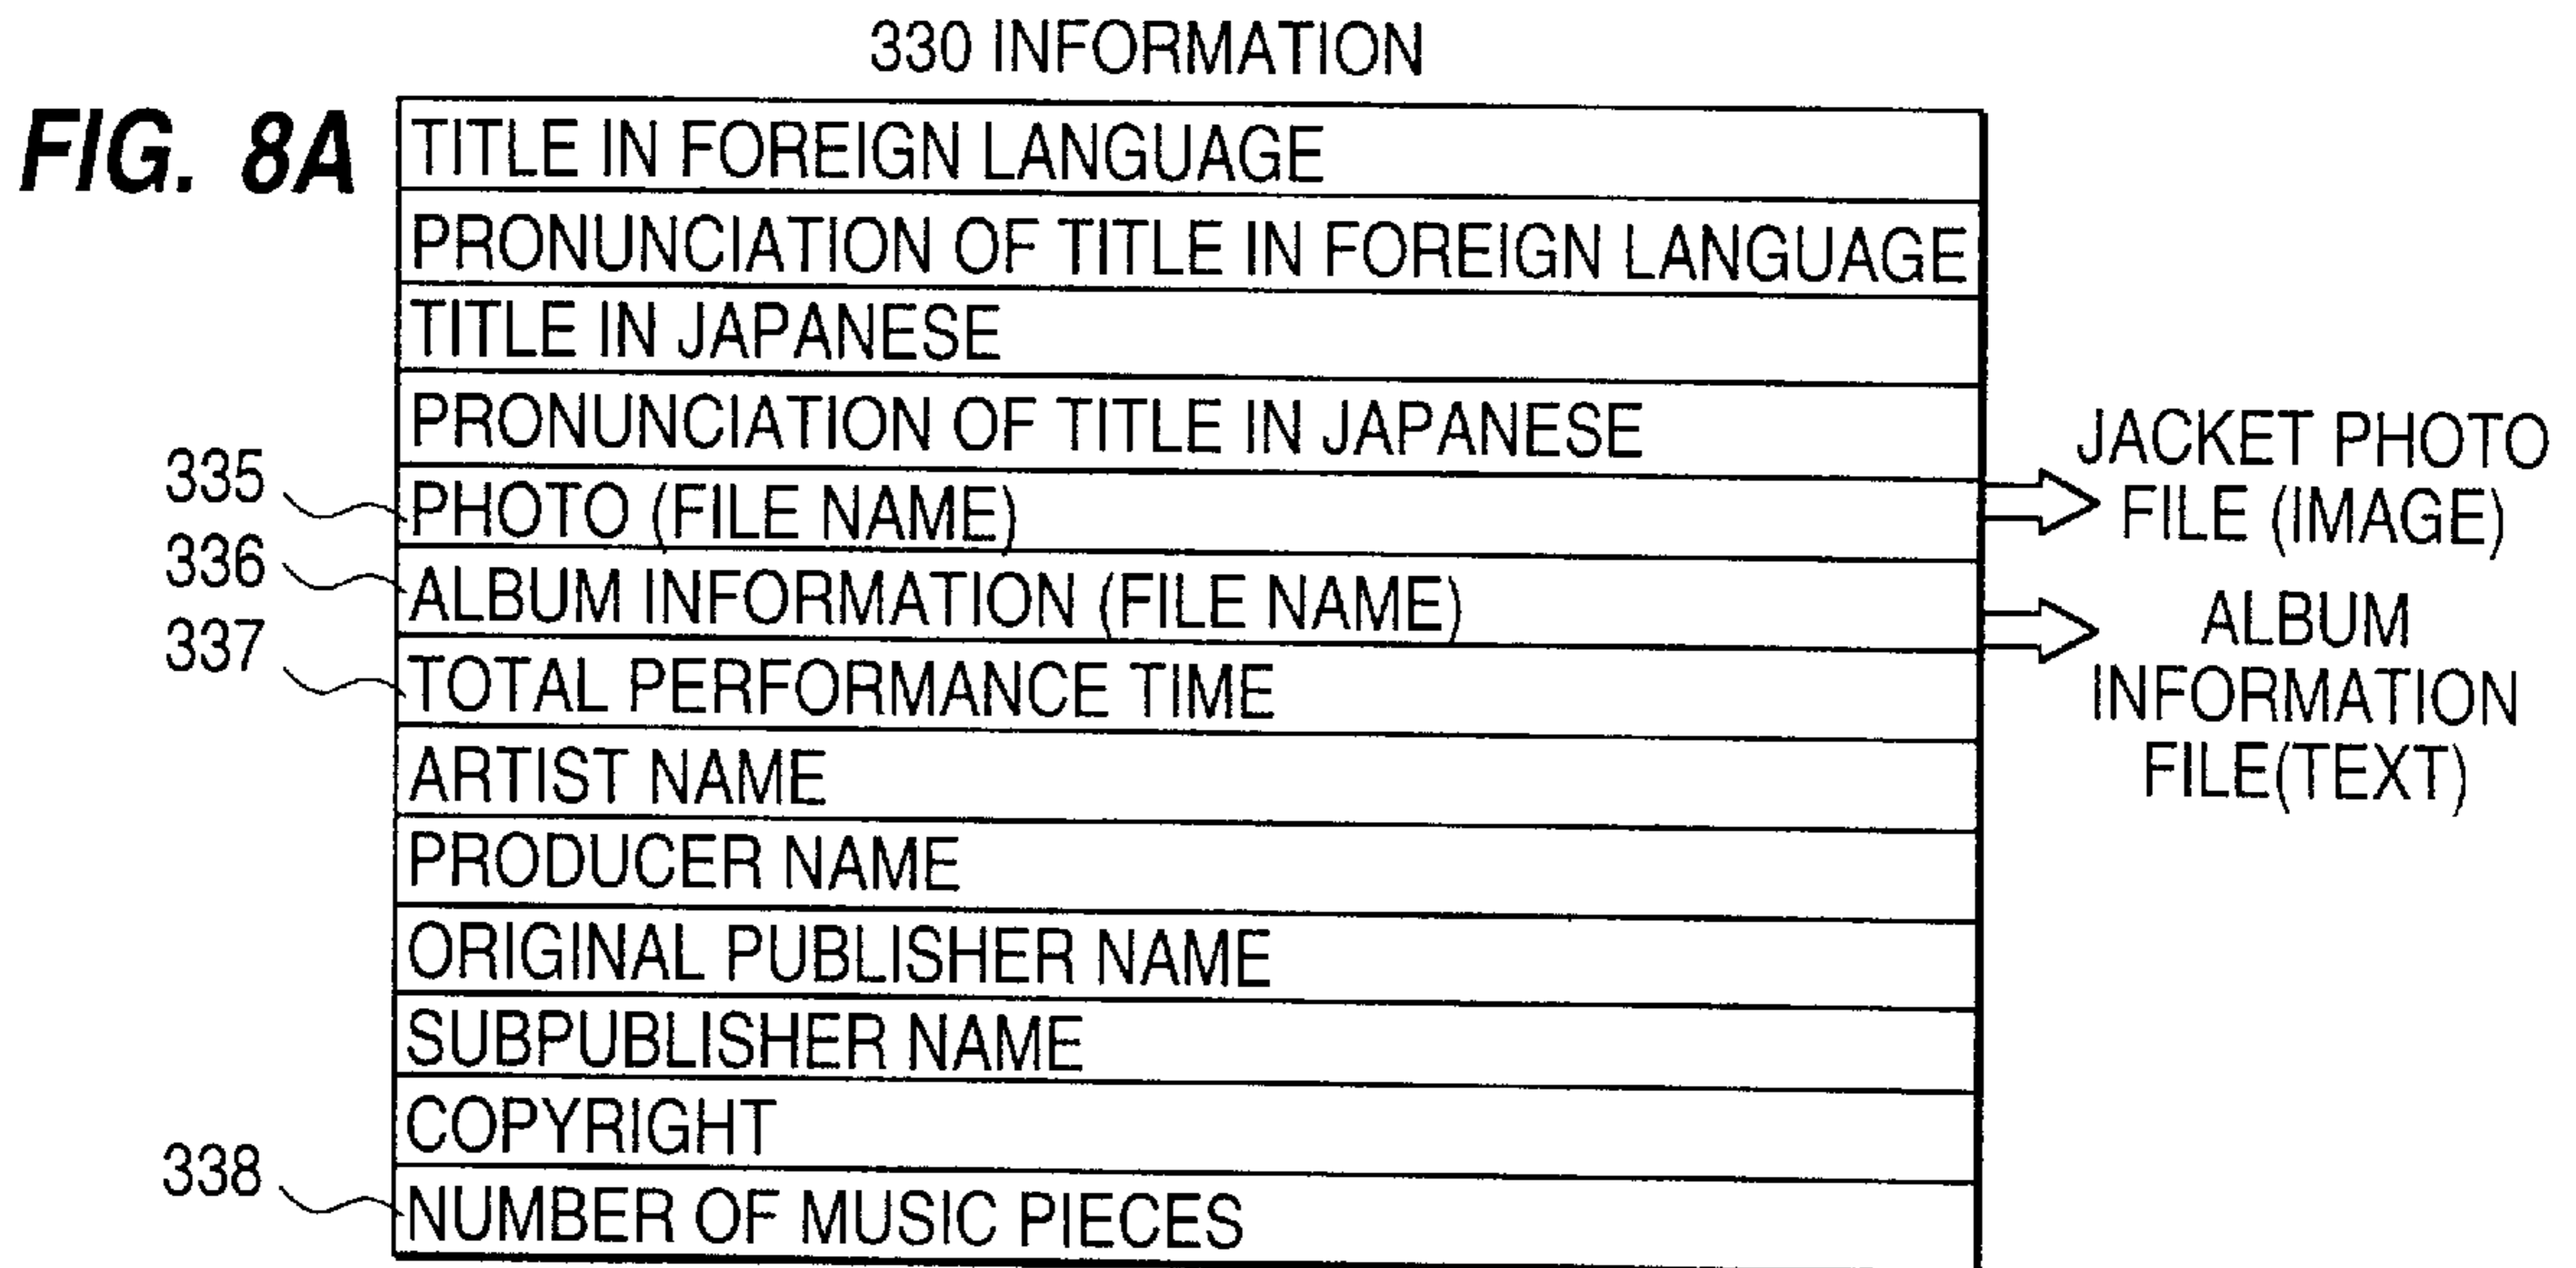 330 INFORMATION
FIG. 8A
TITLE IN FOREIGN LANGUAGE
PRONUNCIATION OF TITLE IN FOREIGN LANGUAGE
TITLE IN JAPANESE
PRONUNCIATION OF TITLE IN JAPANESE
335 PHOTO (FILE NAME)
JACKET PHOTO
FILE (IMAGE)
336 ALBUM INFORMATION (FILE NAME)
ALBUM
INFORMATION
FILE(TEXT)
337 TOTAL PERFORMANCE TIME
ARTIST NAME
PRODUCER NAME
ORIGINAL PUBLISHER NAME
SUBPUBLISHER NAME
COPYRIGHT
338 NUMBER OF MUSIC PIECES